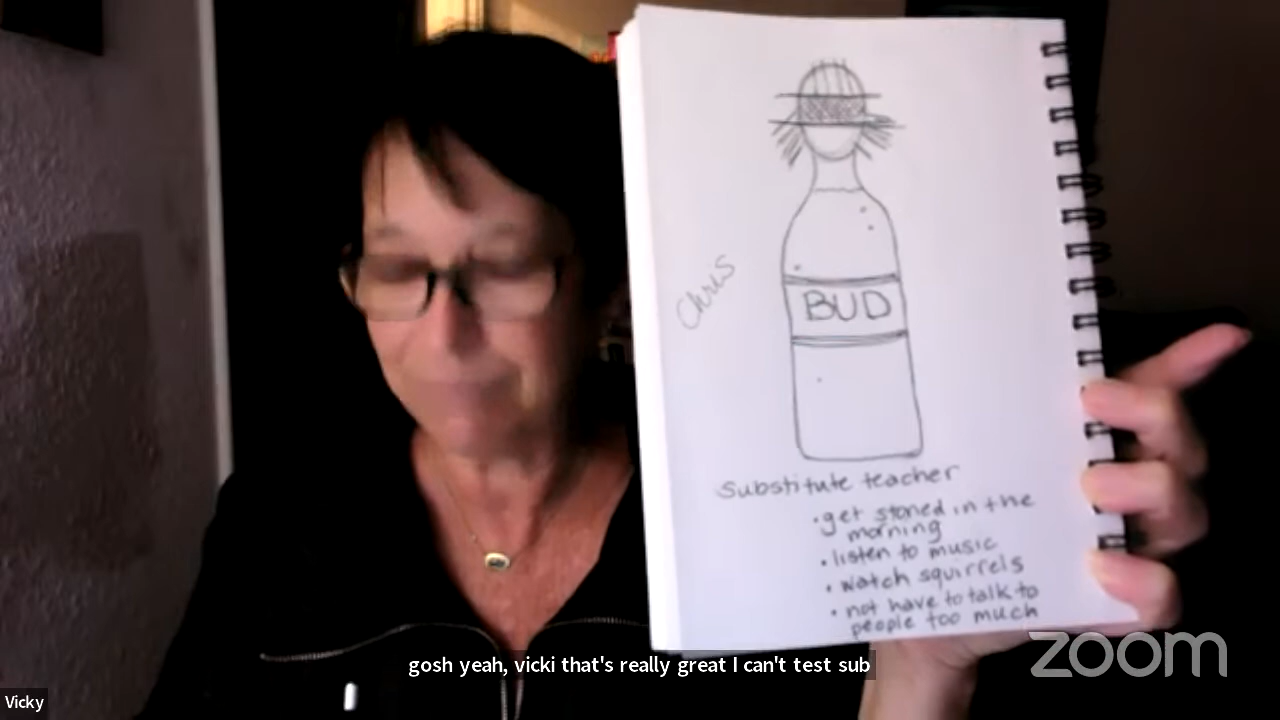 Chris
BUD
substitute teacher
• get stoned in the
morning
• listen to music
• watch squirrels
• not have to talk to
people too much
zoom
gosh yeah, vicki that's really great I can't test sub
Vicky